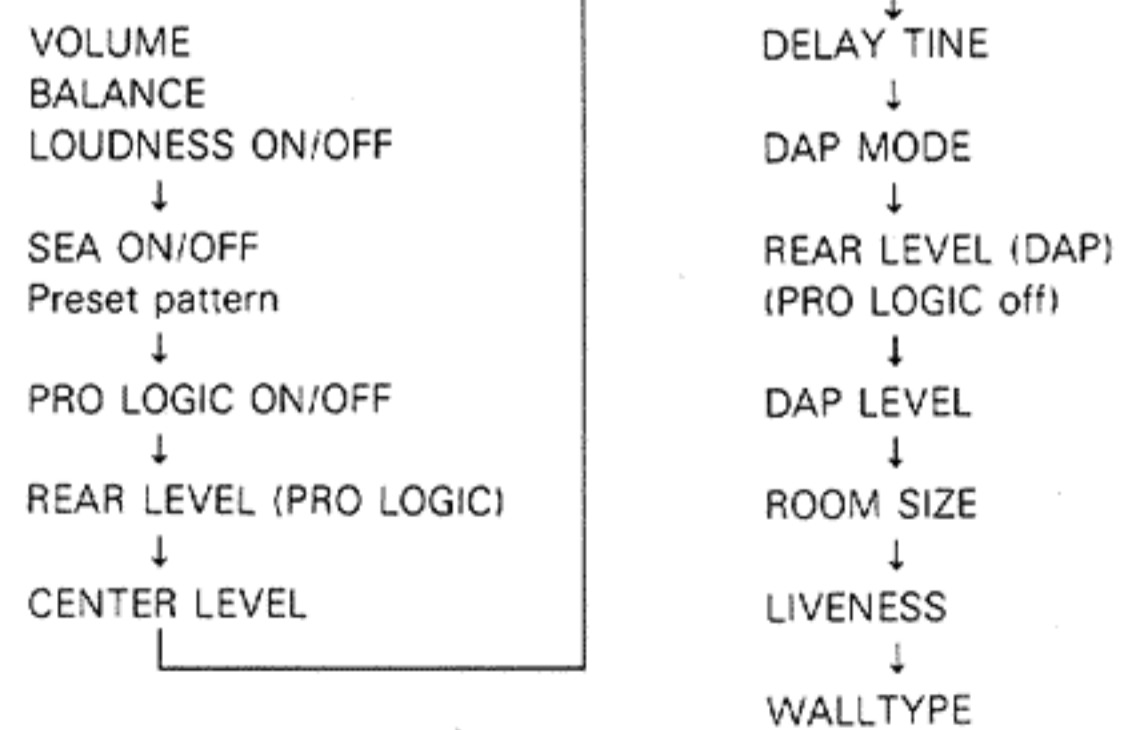 VOLUME
BALANCE
LOUDNESS ON/OFF
↓
SEA ON/OFF
Preset pattern
↓
PRO LOGIC ON/OFF
↓
REAR LEVEL (PRO LOGIC)
↓
CENTER LEVEL
↓
DELAY TINE
↓
DAP MODE
↓
REAR LEVEL (DAP)
(PRO LOGIC off)
↓
DAP LEVEL
↓
ROOM SIZE
↓
LIVENESS
↓
WALLTYPE